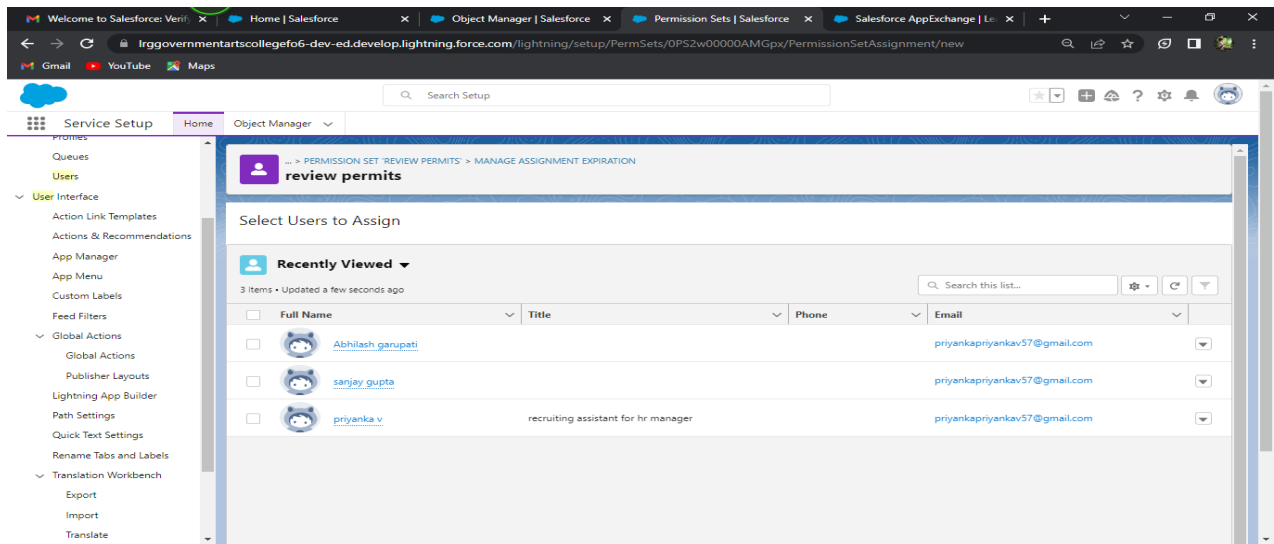 Welcome to Salesforce: Verify
Home | Salesforce
Object Manager | Salesforce
Permission Sets | Salesforce
Salesforce AppExchange | Le
lrggovernmentartscollegefo6-dev-ed.develop.lightning.force.com/lightning/setup/PermSets/0PS2w00000AMGpx/PermissionSetAssignment/new
Gmail YouTube Maps
Search Setup
Service Setup Home Object Manager
Profiles
Queues
Users
User Interface
Action Link Templates
Actions & Recommendations
App Manager
App Menu
Custom Labels
Feed Filters
Global Actions
Global Actions
Publisher Layouts
Lightning App Builder
Path Settings
Quick Text Settings
Rename Tabs and Labels
Translation Workbench
Export
Import
Translate
... > PERMISSION SET 'REVIEW PERMITS' > MANAGE ASSIGNMENT EXPIRATION
review permits
Select Users to Assign
Recently Viewed
3 Items • Updated a few seconds ago
Search this list...
Full Name Title Phone Email
Abhilash garupati priyankapriyankav57@gmail.com
sanjay gupta priyankapriyankav57@gmail.com
priyanka v recruiting assistant for hr manager priyankapriyankav57@gmail.com